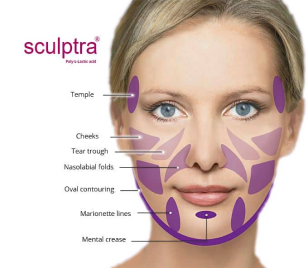 sculptra®
Poly-L-Lactic acid
Temple
Cheeks
Tear trough
Nasolabial folds
Oval contouring
Marionette lines
Mental crease